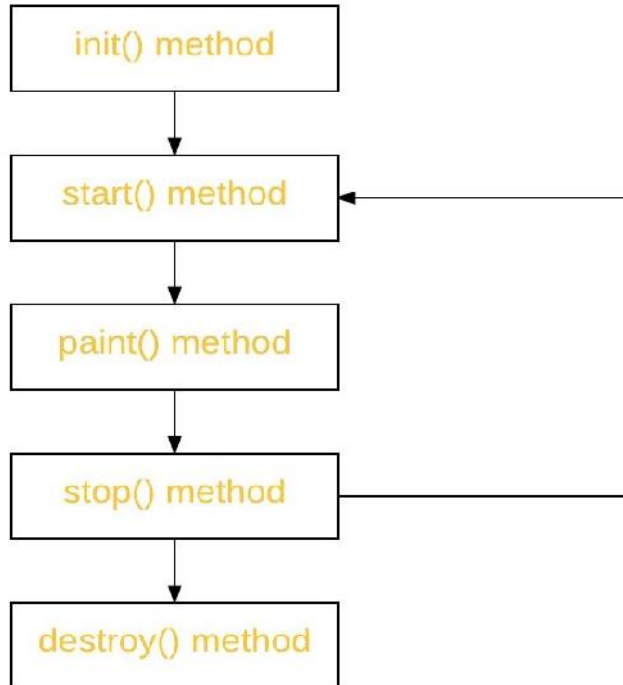 init() method
start() method
paint() method
stop() method
destroy() method